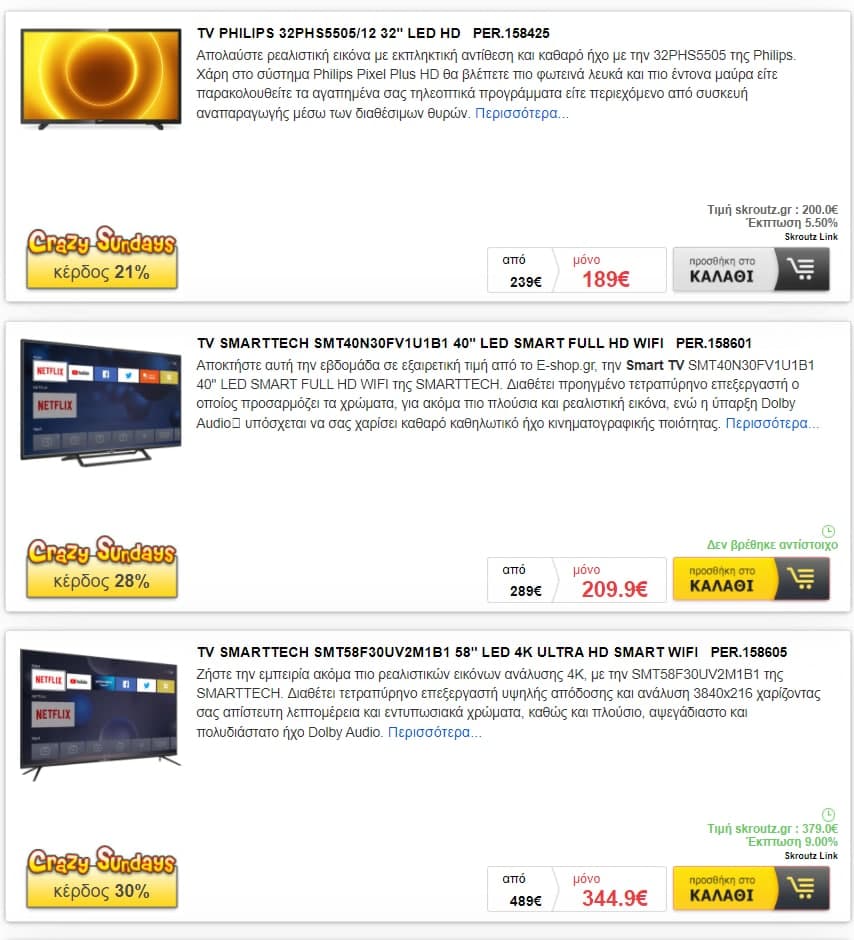 TV PHILIPS 32PHS5505/12 32" LED HD PER.158425
Απολαύστε ρεαλιστική εικόνα με εκπληκτική αντίθεση και καθαρό ήχο με την 32PHS5505 της Philips.
Χάρη στο σύστημα Philips Pixel Plus HD θα βλέπετε πιο φωτεινά λευκά και πιο έντονα μαύρα είτε
παρακολουθείτε τα αγαπημένα σας τηλεοπτικά προγράμματα είτε περιεχόμενο από συσκευή
αναπαραγωγής μέσω των διαθέσιμων θυρών. Περισσότερα...
Τιμή skroutz.gr : 200.0€
Έκπτωση 5.50%
Skroutz Link
Crazy Sundays
κέρδος 21%
από
239€
μόνο
189€
προσθήκη στο
ΚΑΛΑΘΙ
TV SMARTTECH SMT40N30FV1U1B1 40" LED SMART FULL HD WIFI PER.158601
Αποκτήστε αυτή την εβδομάδα σε εξαιρετική τιμή από το E-shop.gr, την Smart TV SMT40N30FV1U1B1
40" LED SMART FULL HD WIFI της SMARTTECH. Διαθέτει προηγμένο τετραπύρηνο επεξεργαστή ο
οποίος προσαρμόζει τα χρώματα, για ακόμα πιο πλούσια και ρεαλιστική εικόνα, ενώ η ύπαρξη Dolby
Audio υπόσχεται να σας χαρίσει καθαρό καθηλωτικό ήχο κινηματογραφικής ποιότητας. Περισσότερα...
NETFLIX
NETFLIX
Δεν βρέθηκε αντίστοιχο
Crazy Sundays
κέρδος 28%
από
289€
μόνο
209.9€
προσθήκη στο
ΚΑΛΑΘΙ
TV SMARTTECH SMT58F30UV2M1B1 58" LED 4K ULTRA HD SMART WIFI PER.158605
Ζήστε την εμπειρία ακόμα πιο ρεαλιστικών εικόνων ανάλυσης 4K, με την SMT58F30UV2M1B1 της
SMARTTECH. Διαθέτει τετραπύρηνο επεξεργαστή υψηλής απόδοσης και ανάλυση 3840x216 χαρίζοντας
σας απίστευτη λεπτομέρεια και εντυπωσιακά χρώματα, καθώς και πλούσιο, αψεγάδιαστο και
πολυδιάστατο ήχο Dolby Audio. Περισσότερα...
NETFLIX
NETFLIX
Τιμή skroutz.gr : 379.0€
Έκπτωση 9.00%
Skroutz Link
Crazy Sundays
κέρδος 30%
από
489€
μόνο
344.9€
προσθήκη στο
ΚΑΛΑΘΙ